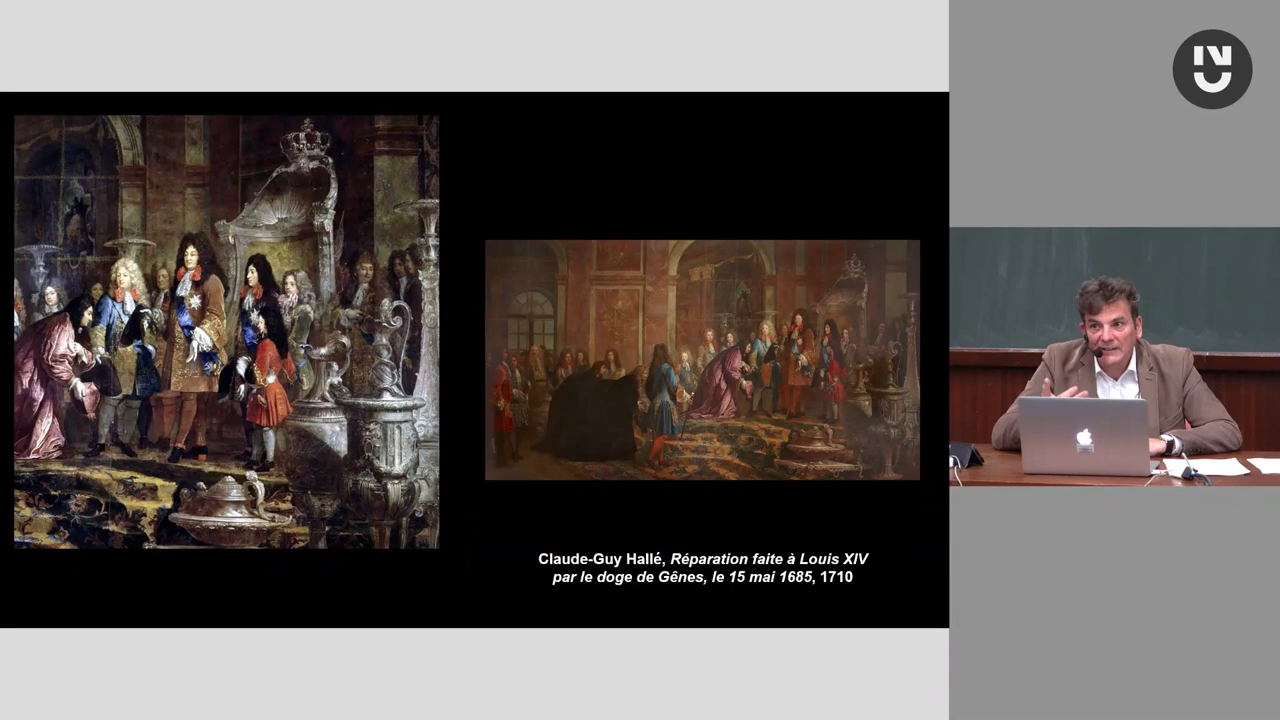 Claude-Guy Hallé, Réparation faite à Louis XIV
par le doge de Gênes, le 15 mai 1685, 1710